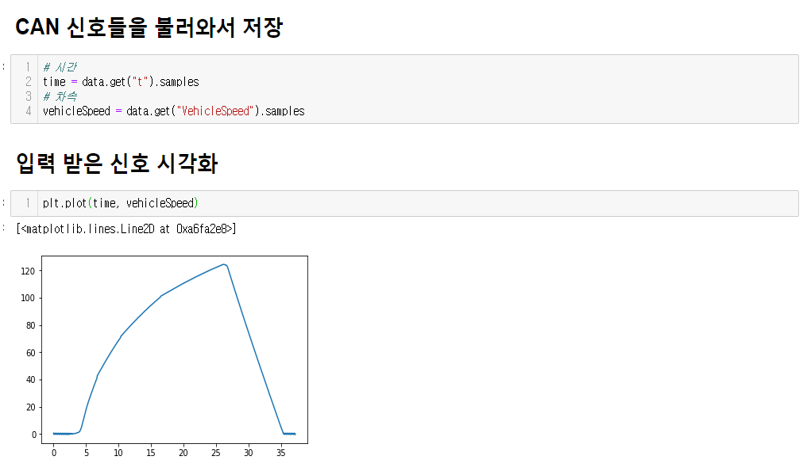 CAN 신호들을 불러와서 저장
1 # 시간
2 time = data.get("t").samples
3 # 차속
4 vehicleSpeed = data.get("VehicleSpeed").samples
입력 받은 신호 시각화
1 plt.plot(time, vehicleSpeed)
[<matplotlib.lines.Line2D at 0xa6fa2e8>]
120
100
80
60
40
20
0
0 5 10 15 20 25 30 35